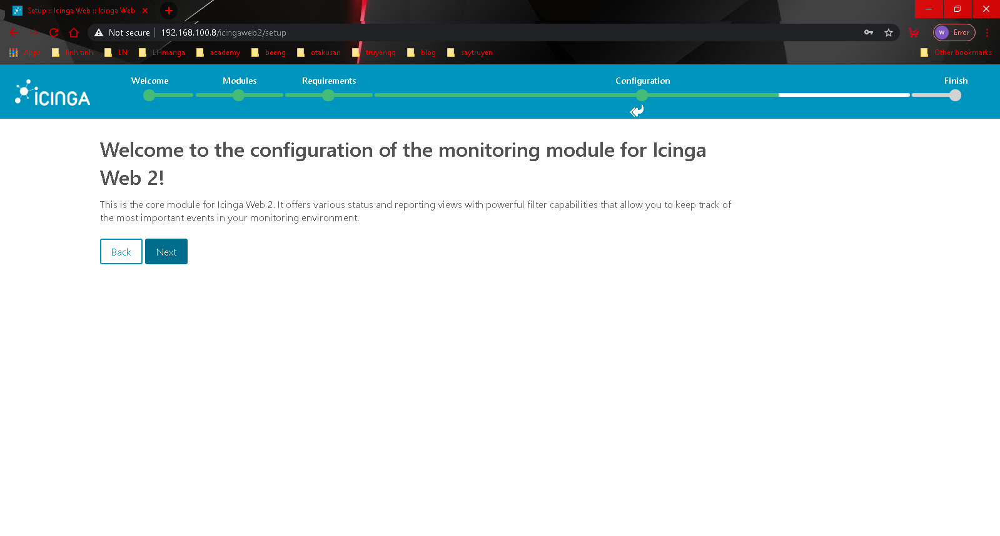 Setup :: Icinga Web :: Icinga Web
Not secure 192.168.100.8/icingaweb2/setup
W Error
Apps linh tinh LN LHmanga academy beeng otakusan truyenqq blog saytruyen Other bookmarks
ICINGA
Welcome Modules Requirements Configuration Finish
Welcome to the configuration of the monitoring module for Icinga
Web 2!
This is the core module for Icinga Web 2. It offers various status and reporting views with powerful filter capabilities that allow you to keep track of
the most important events in your monitoring environment.
Back Next